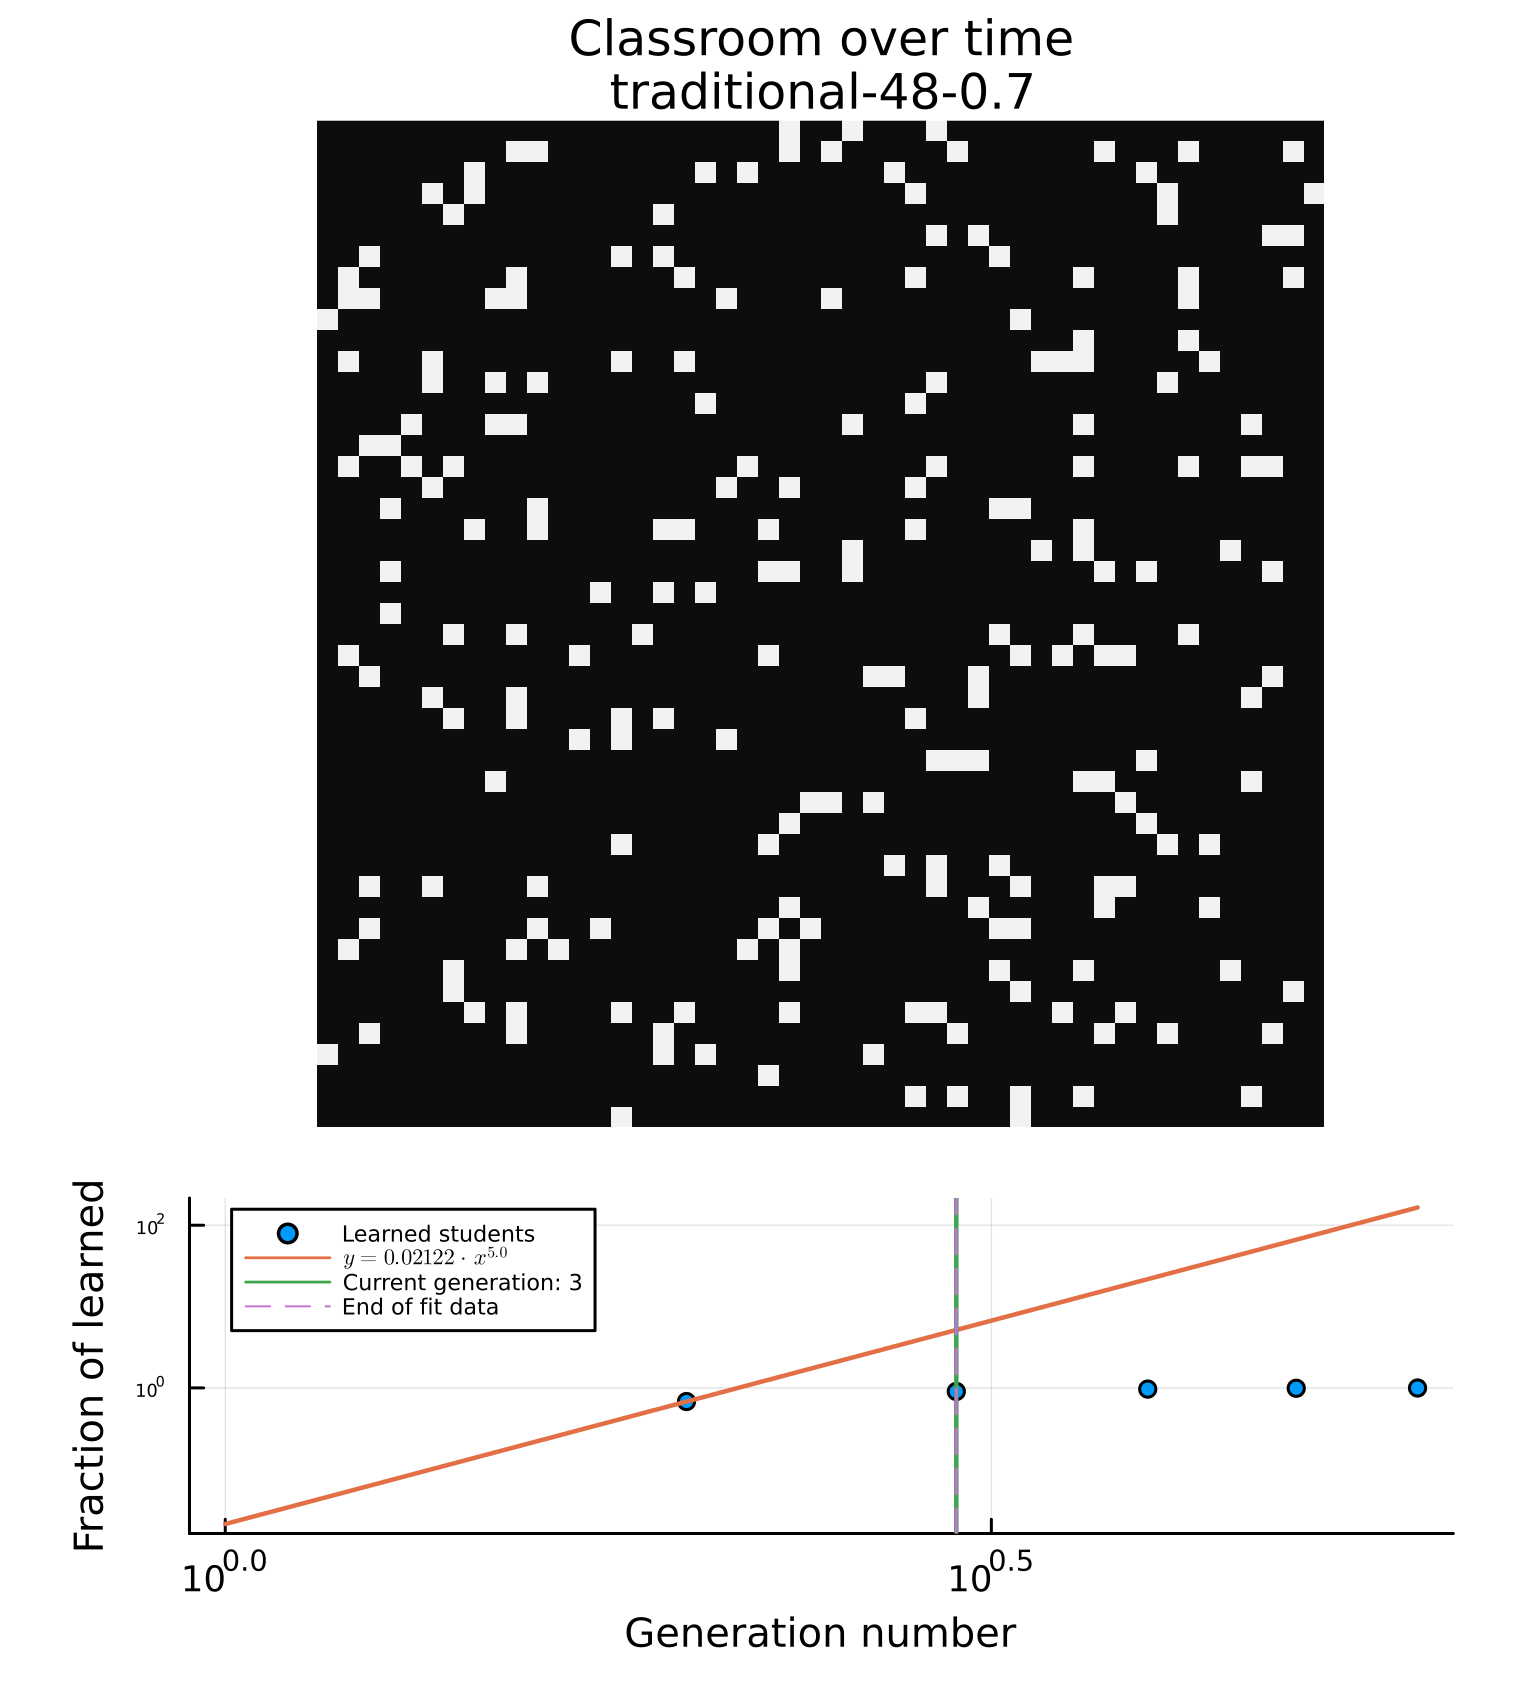 Classroom over time
traditional-48-0.7
Fraction of learned
10^2
10^0
Learned students
y = 0.02122 · x^5.0
Current generation: 3
End of fit data
10^0.0
10^0.5
Generation number